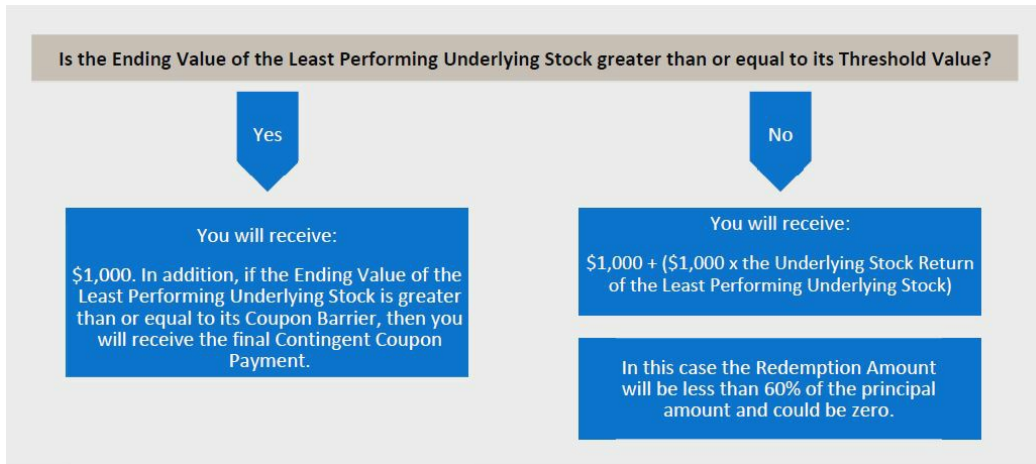 Is the Ending Value of the Least Performing Underlying Stock greater than or equal to its Threshold Value?
Yes
You will receive:
$1,000. In addition, if the Ending Value of the
Least Performing Underlying Stock is greater
than or equal to its Coupon Barrier, then you
will receive the final Contingent Coupon
Payment.
No
You will receive:
$1,000 + ($1,000 x the Underlying Stock Return
of the Least Performing Underlying Stock)
In this case the Redemption Amount
will be less than 60% of the principal
amount and could be zero.